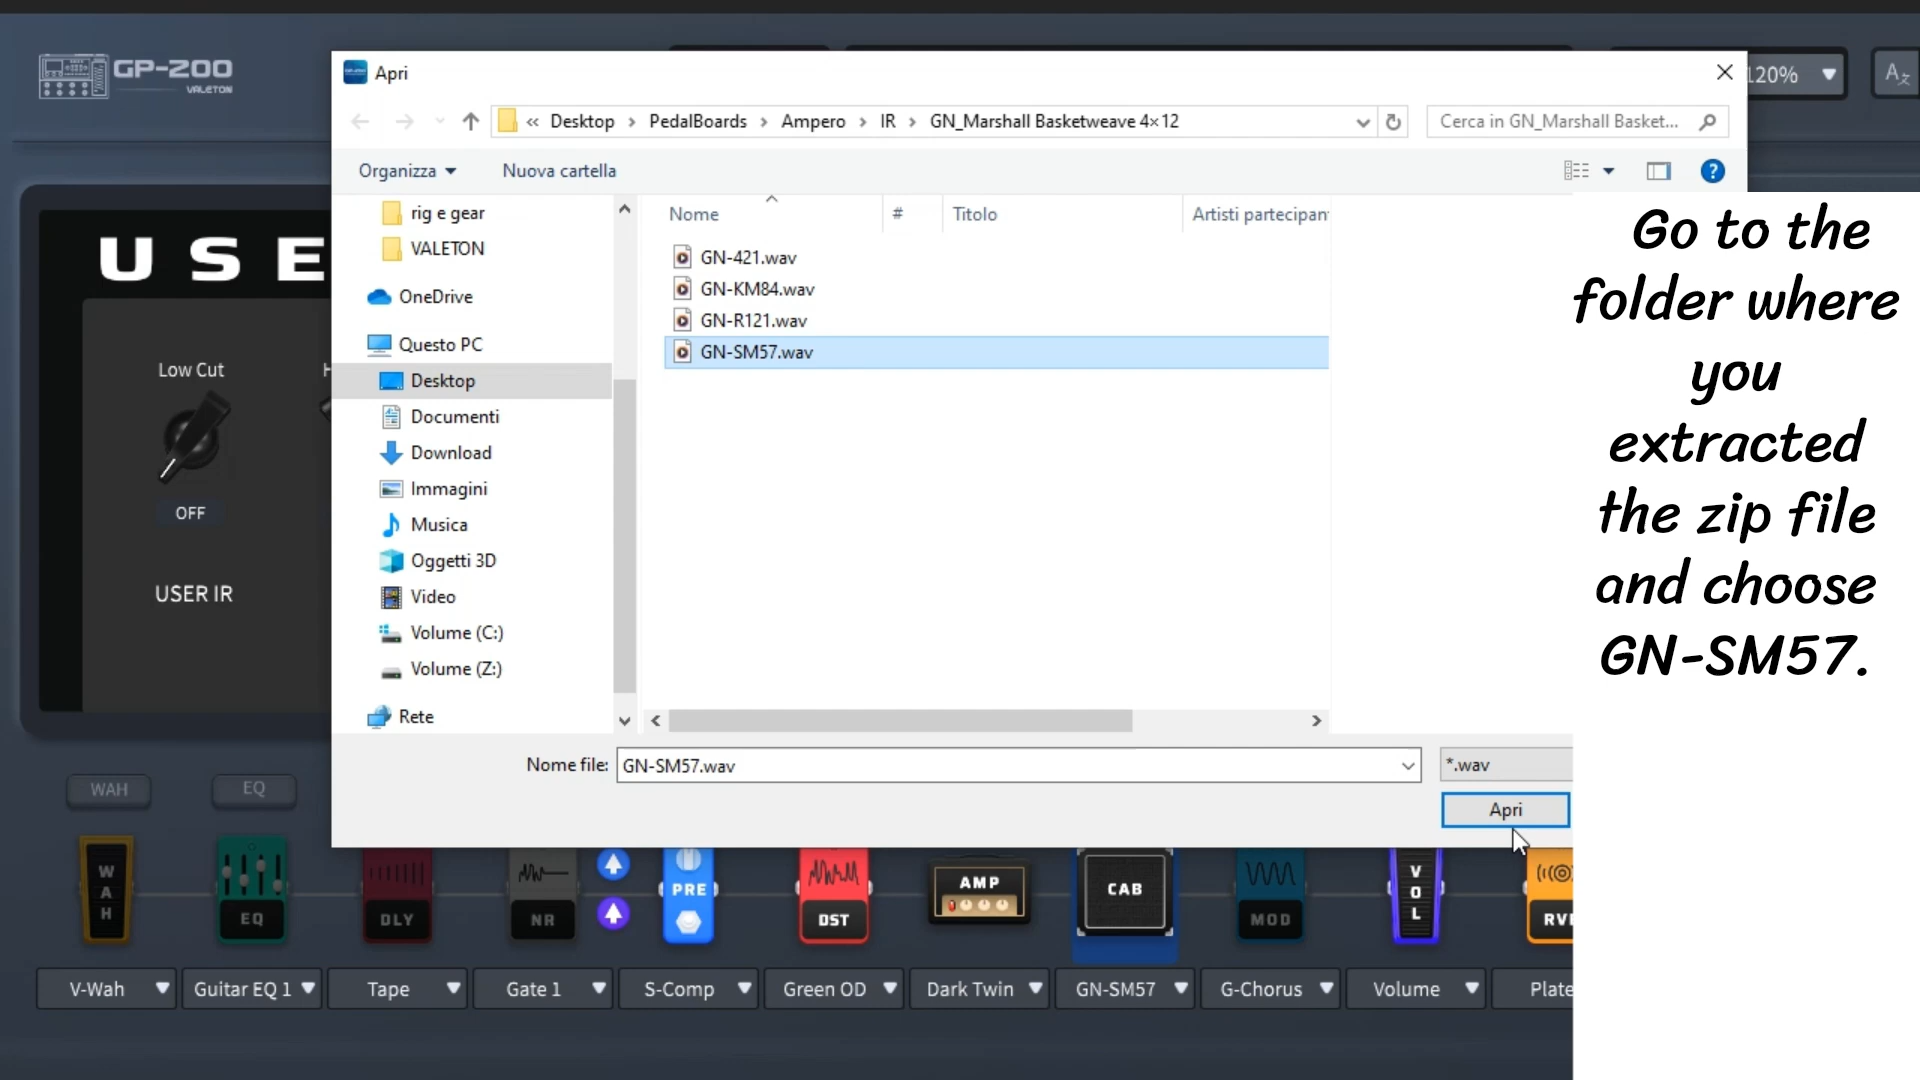 GP-200
VALETON
Apri
120%
« Desktop › PedalBoards › Ampero › IR › GN_Marshall Basketweave 4×12
Cerca in GN_Marshall Basket...
Organizza
Nuova cartella
rig e gear
VALETON
OneDrive
Questo PC
Desktop
Documenti
Download
Immagini
Musica
Oggetti 3D
Video
Volume (C:)
Volume (Z:)
Rete
Nome
#
Titolo
Artisti partecipan
GN-421.wav
GN-KM84.wav
GN-R121.wav
GN-SM57.wav
Nome file:
GN-SM57.wav
*.wav
Apri
Go to the
folder where
you
extracted
the zip file
and choose
GN-SM57.
USE
Low Cut
H
OFF
USER IR
WAH
EQ
WAH
EQ
DLY
NR
PRE
DST
AMP
CAB
MOD
VOL
RV
V-Wah
Guitar EQ 1
Tape
Gate 1
S-Comp
Green OD
Dark Twin
GN-SM57
G-Chorus
Volume
Plate